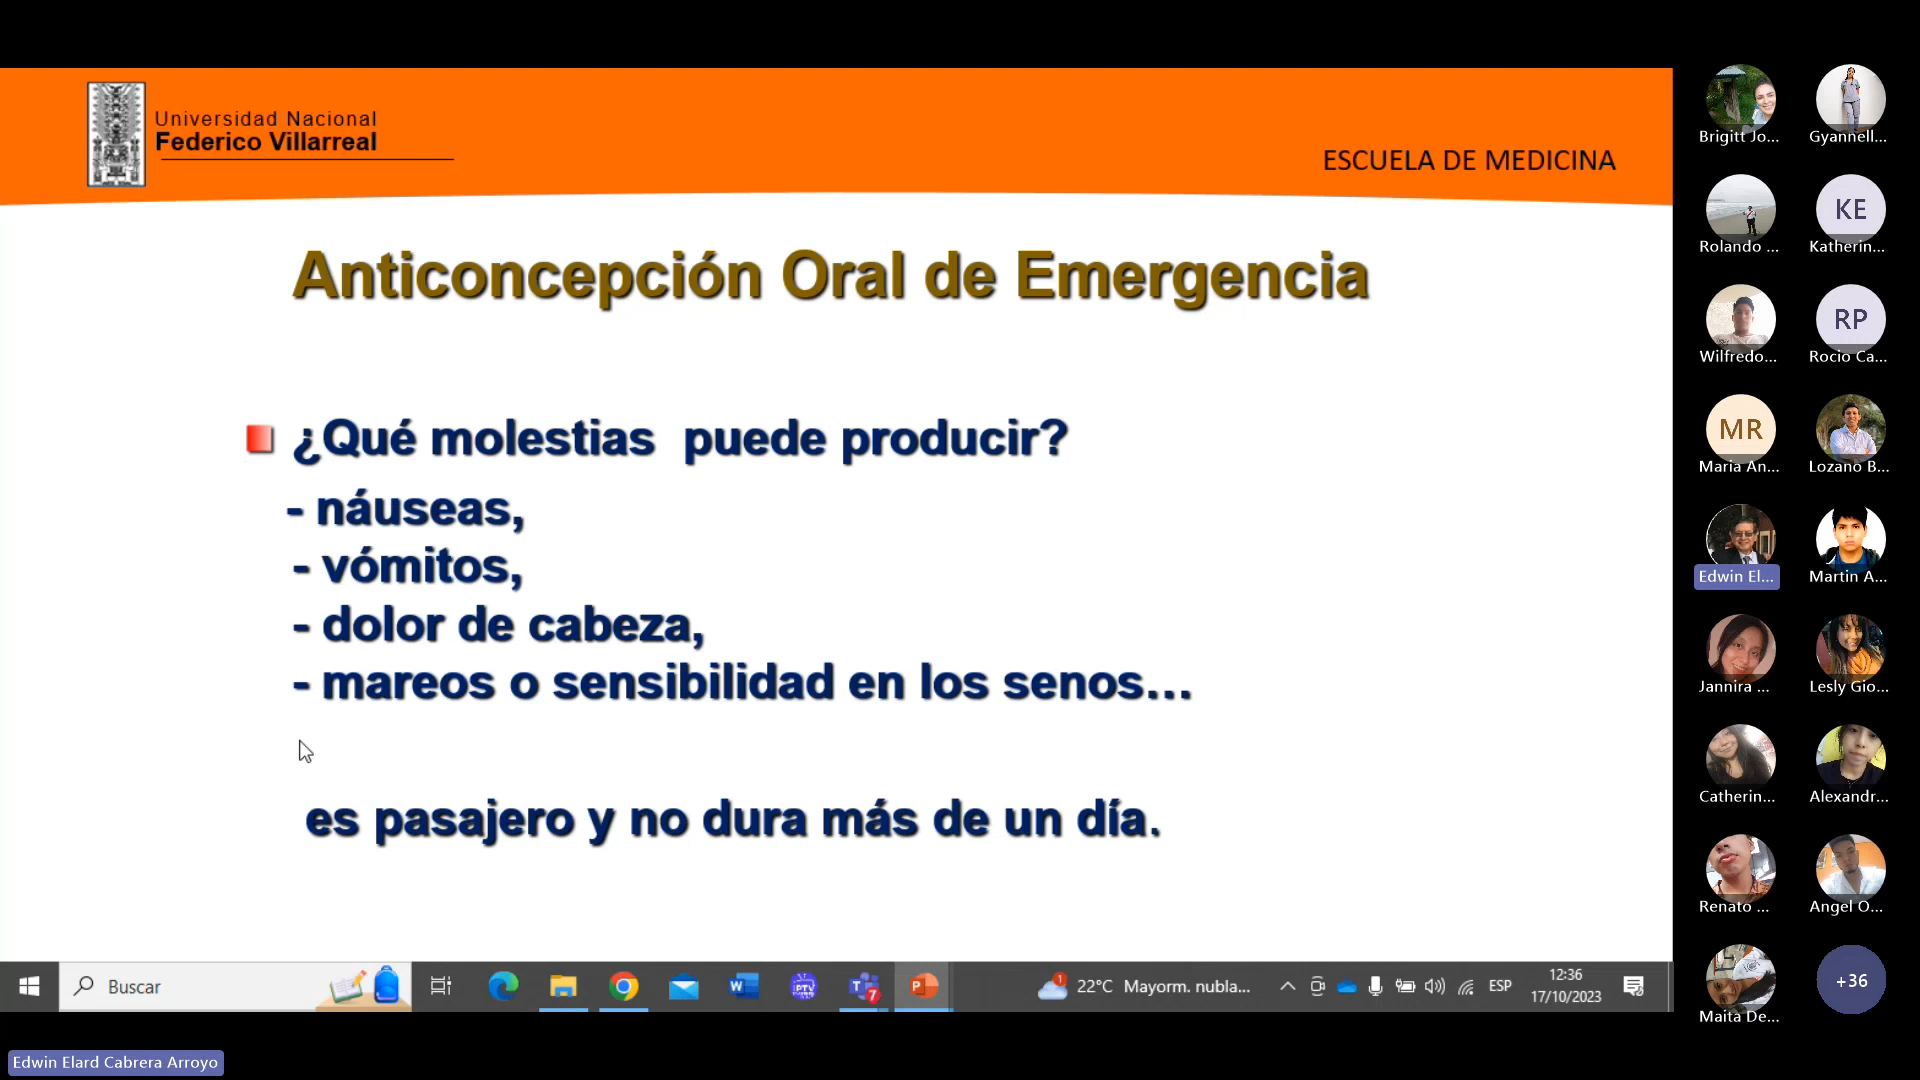 Universidad Nacional
Federico Villarreal
ESCUELA DE MEDICINA
Anticoncepción Oral de Emergencia
¿Qué molestias puede producir?
- náuseas,
- vómitos,
- dolor de cabeza,
- mareos o sensibilidad en los senos...
es pasajero y no dura más de un día.
Brigitt Jo...
Gyannell...
Rolando ...
KE
Katherin...
Wilfredo...
RP
Rocio Ca...
MR
Maria An...
Lozano B...
Edwin El...
Martin A...
Jannira ...
Lesly Gio...
Catherin...
Alexandr...
Renato ...
Angel O...
Maita De...
+36
Buscar
22°C Mayorm. nubla...
ESP
12:36
17/10/2023
Edwin Elard Cabrera Arroyo